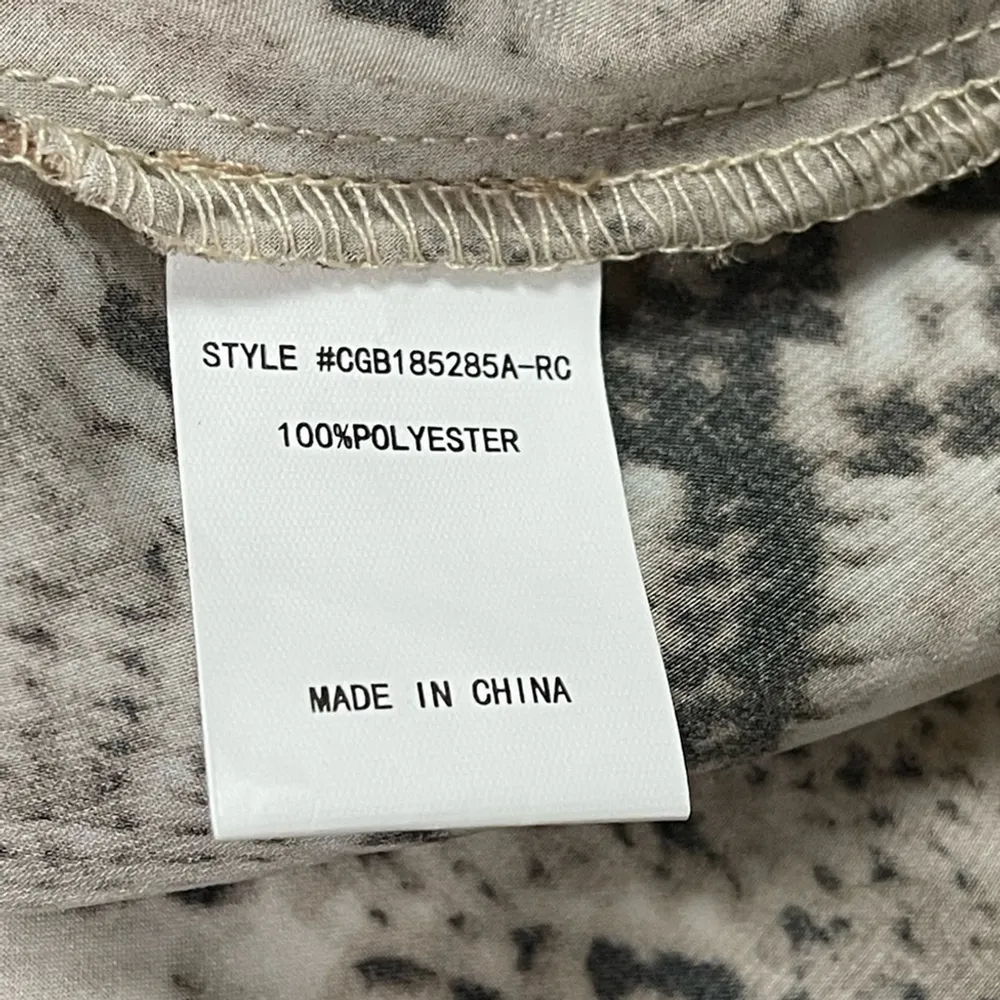 STYLE #CGB185285A-RC
100%POLYESTER
MADE IN CHINA